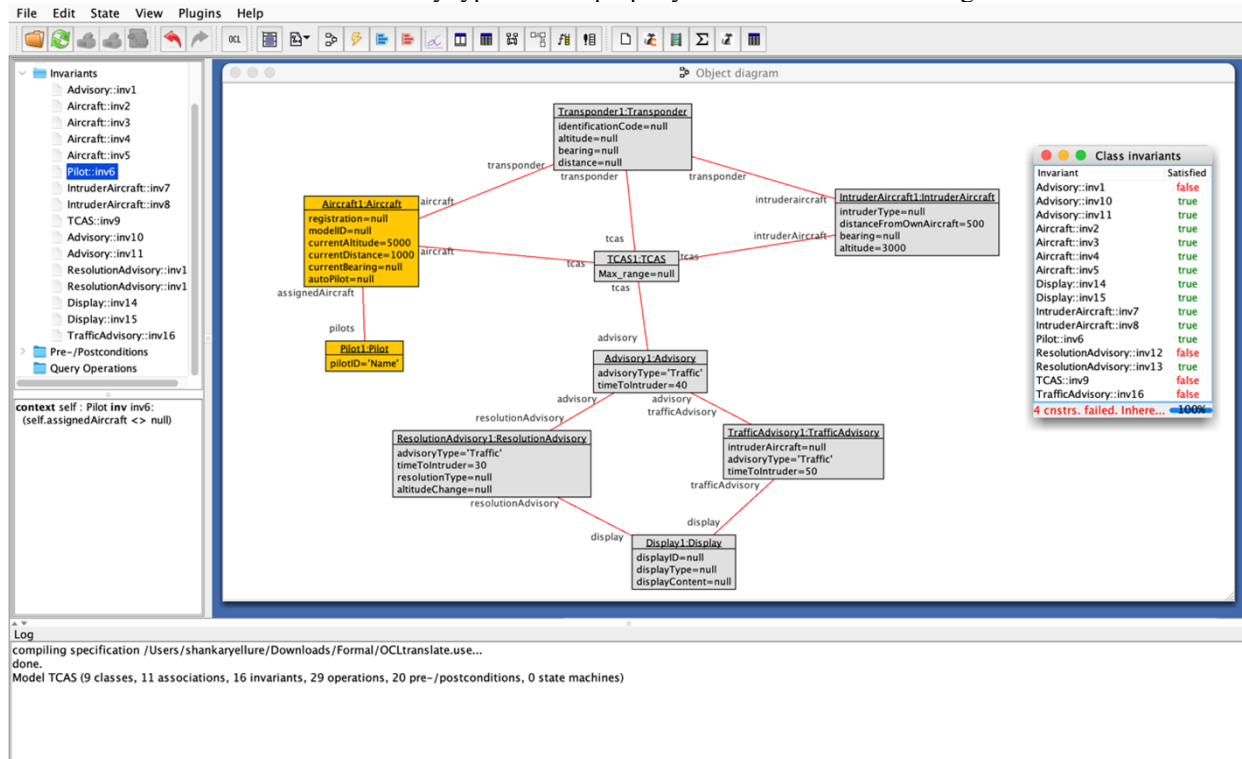 File Edit State View Plugins Help
OCL
Invariants
Advisory::inv1
Aircraft::inv2
Aircraft::inv3
Aircraft::inv4
Aircraft::inv5
Pilot::inv6
IntruderAircraft::inv7
IntruderAircraft::inv8
TCAS::inv9
Advisory::inv10
Advisory::inv11
ResolutionAdvisory::inv1
ResolutionAdvisory::inv1
Display::inv14
Display::inv15
TrafficAdvisory::inv16
Pre-/Postconditions
Query Operations
context self : Pilot inv inv6:
(self.assignedAircraft <> null)
Object diagram
Transponder1:Transponder
identificationCode=null
altitude=null
bearing=null
distance=null
transponder
transponder
transponder
Aircraft1:Aircraft
registration=null
modelID=null
currentAltitude=5000
currentDistance=1000
currentBearing=null
autoPilot=null
aircraft
aircraft
assignedAircraft
pilots
Pilot1:Pilot
pilotID='Name'
intruderaircraft
intruderAircraft
IntruderAircraft1:IntruderAircraft
intruderType=null
distanceFromOwnAircraft=500
bearing=null
altitude=3000
tcas
tcas
tcas
TCAS1:TCAS
Max_range=null
tcas
advisory
Advisory1:Advisory
advisoryType='Traffic'
timeToIntruder=40
advisory
advisory
resolutionAdvisory
trafficAdvisory
ResolutionAdvisory1:ResolutionAdvisory
advisoryType='Traffic'
timeToIntruder=30
resolutionType=null
altitudeChange=null
resolutionAdvisory
TrafficAdvisory1:TrafficAdvisory
intruderAircraft=null
advisoryType='Traffic'
timeToIntruder=50
trafficAdvisory
display
display
Display1:Display
displayID=null
displayType=null
displayContent=null
Class invariants
Invariant Satisfied
Advisory::inv1 false
Advisory::inv10 true
Advisory::inv11 true
Aircraft::inv2 true
Aircraft::inv3 true
Aircraft::inv4 true
Aircraft::inv5 true
Display::inv14 true
Display::inv15 true
IntruderAircraft::inv7 true
IntruderAircraft::inv8 true
Pilot::inv6 true
ResolutionAdvisory::inv12 false
ResolutionAdvisory::inv13 true
TCAS::inv9 false
TrafficAdvisory::inv16 false
4 cnstrs. failed. Inhere... 100%
Log
compiling specification /Users/shankaryellure/Downloads/Formal/OCLtranslate.use...
done.
Model TCAS (9 classes, 11 associations, 16 invariants, 29 operations, 20 pre-/postconditions, 0 state machines)